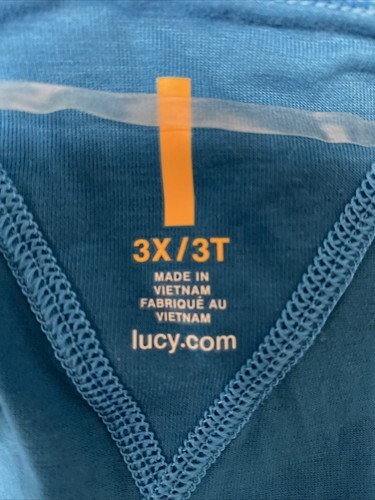 3X/3T
MADE IN
VIETNAM
FABRIQUÉ AU
VIETNAM
lucy.com